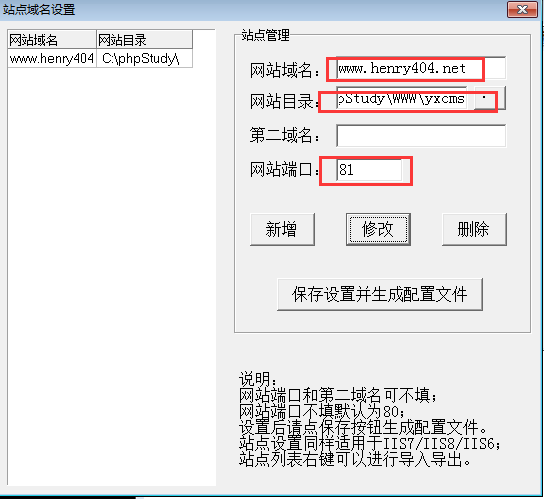 站点域名设置
网站域名 网站目录
www.henry404 C:\phpStudy\
站点管理
网站域名： www.henry404.net
网站目录： pStudy\WWW\yxcms .
第二域名：
网站端口： 81
新增 修改 删除
保存设置并生成配置文件
说明：
网站端口和第二域名可不填；
网站端口不填默认为80；
设置后请点保存按钮生成配置文件。
站点设置同样适用于IIS7/IIS8/IIS6；
站点列表右键可以进行导入导出。